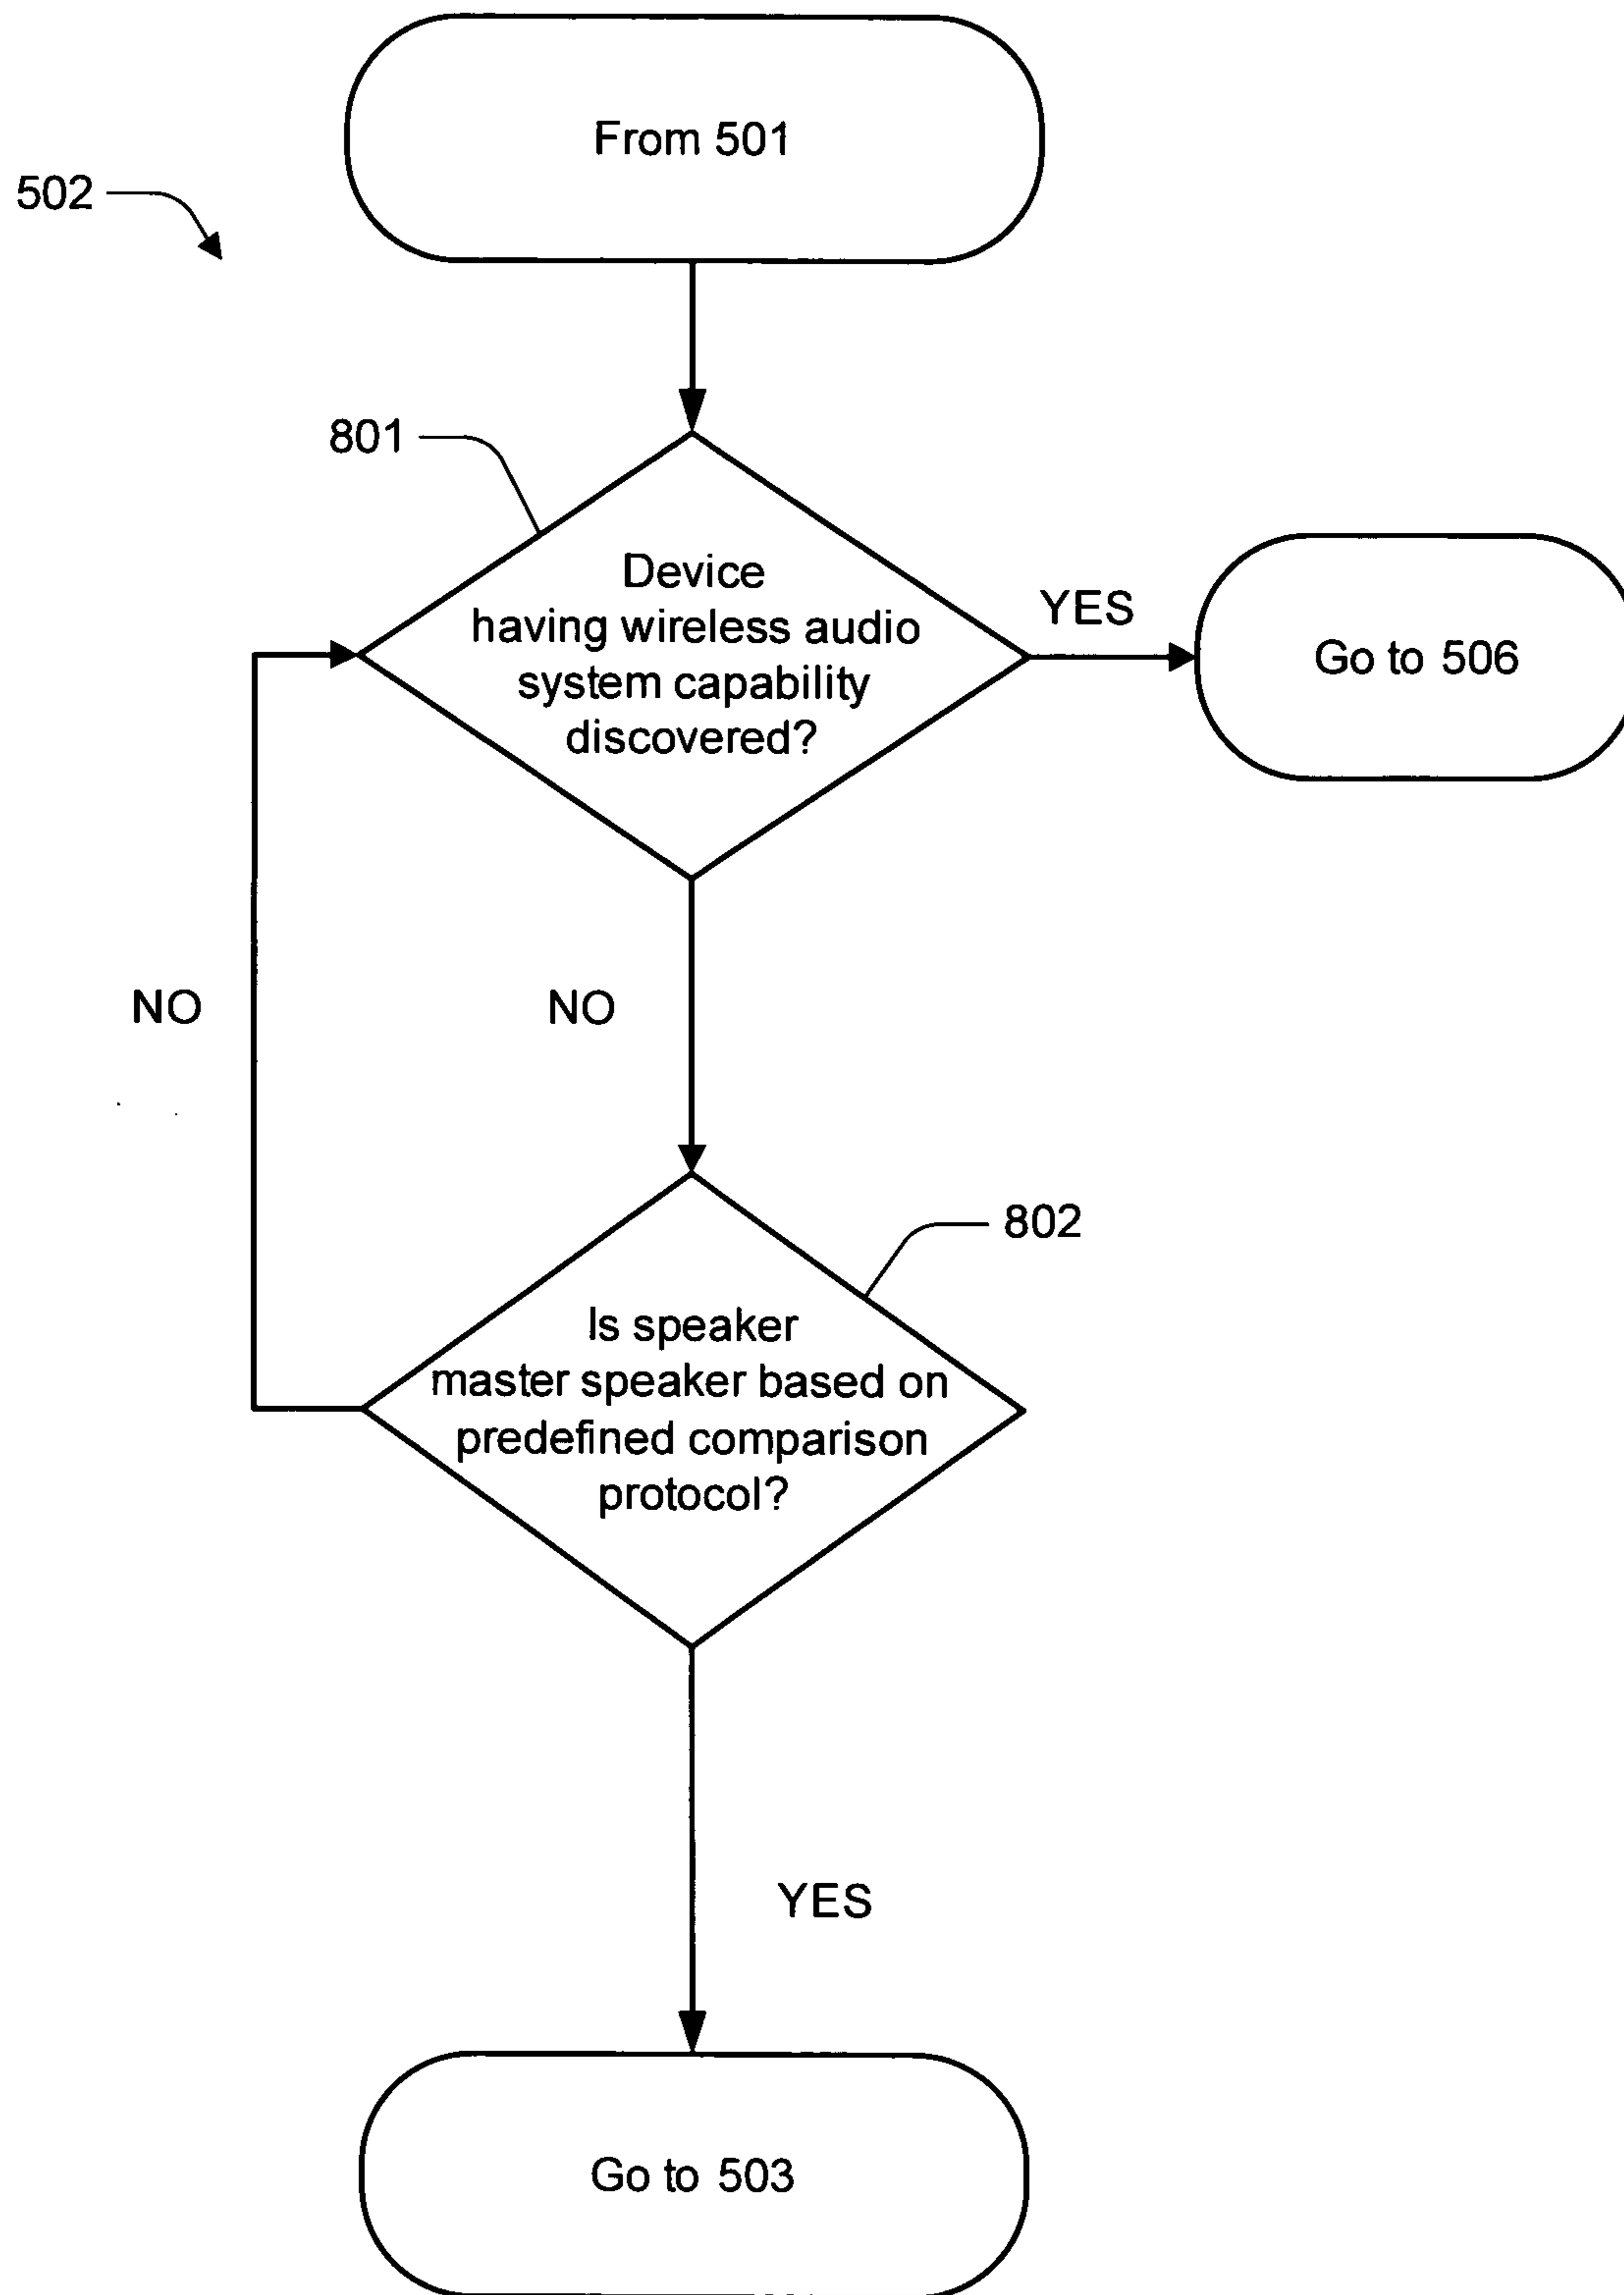 From 501
502
801
Device
having wireless audio
system capability
discovered?
YES
Go to 506
NO
NO
802
Is speaker
master speaker based on
predefined comparison
protocol?
YES
Go to 503